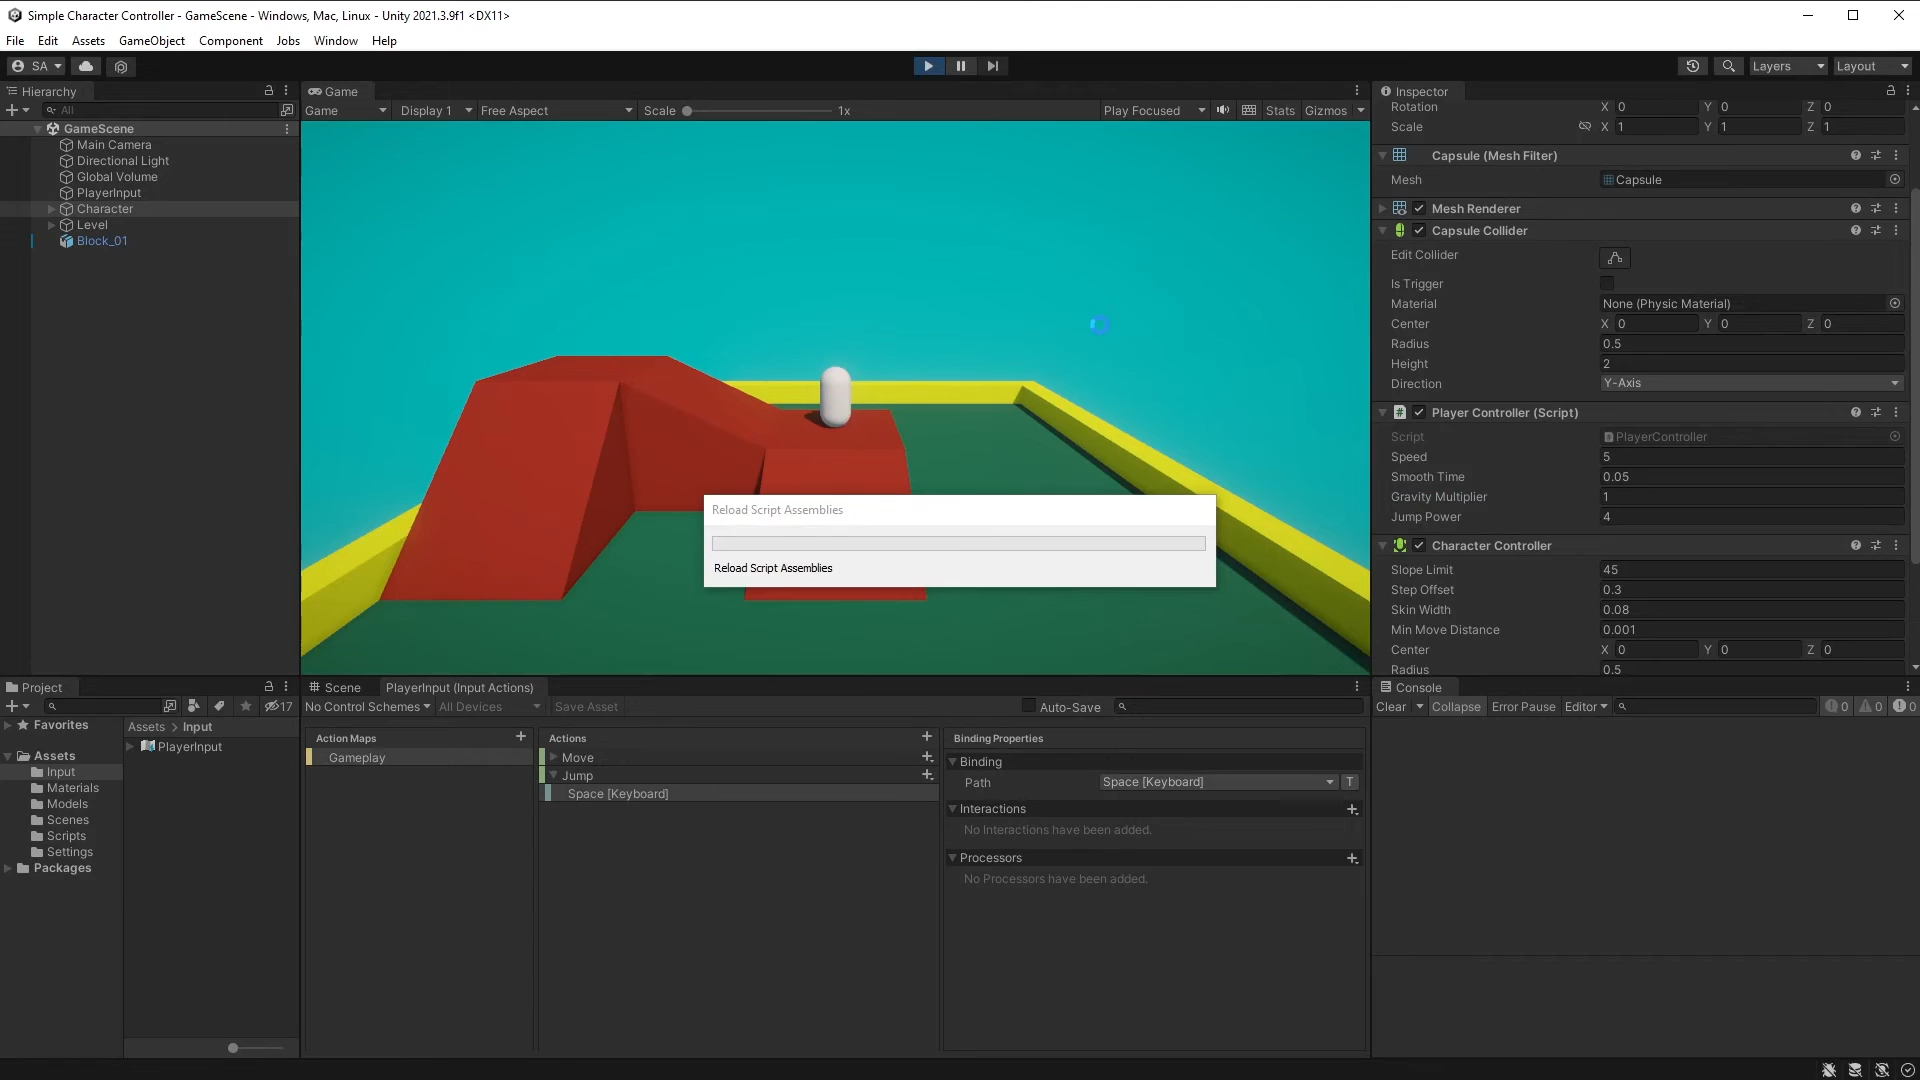 Simple Character Controller - GameScene - Windows, Mac, Linux - Unity 2021.3.9f1 <DX11>
File Edit Assets GameObject Component Jobs Window Help
SA Layers Layout
Hierarchy
All
GameScene
Main Camera
Directional Light
Global Volume
PlayerInput
Character
Level
Block_01
Game
Game Display 1 Free Aspect Scale 1x Play Focused Stats Gizmos
Reload Script Assemblies
Reload Script Assemblies
Inspector
Rotation X 0 Y 0 Z 0
Scale X 1 Y 1 Z 1
Capsule (Mesh Filter)
Mesh Capsule
Mesh Renderer
Capsule Collider
Edit Collider
Is Trigger
Material None (Physic Material)
Center X 0 Y 0 Z 0
Radius 0.5
Height 2
Direction Y-Axis
# Player Controller (Script)
Script PlayerController
Speed 5
Smooth Time 0.05
Gravity Multiplier 1
Jump Power 4
Character Controller
Slope Limit 45
Step Offset 0.3
Skin Width 0.08
Min Move Distance 0.001
Center X 0 Y 0 Z 0
Radius 0.5
Project
17
Favorites
Assets
Input
Materials
Models
Scenes
Scripts
Settings
Packages
Assets > Input
PlayerInput
Scene PlayerInput (Input Actions)
No Control Schemes All Devices Save Asset Auto-Save
Action Maps +
Gameplay
Actions +
Move
Jump
Space [Keyboard]
Binding Properties
Binding
Path Space [Keyboard] T
Interactions
No Interactions have been added.
Processors
No Processors have been added.
Console
Clear Collapse Error Pause Editor 0 0 0